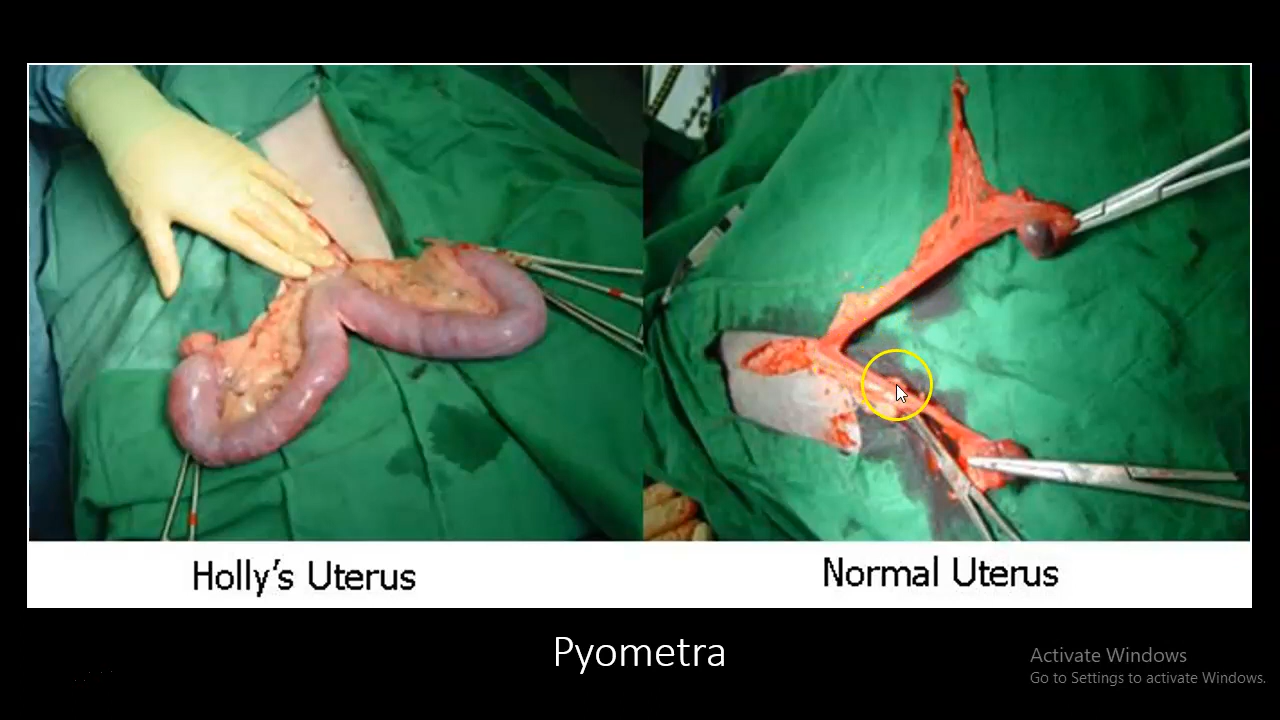 Holly's Uterus
Normal Uterus
Pyometra
Activate Windows
Go to Settings to activate Windows.